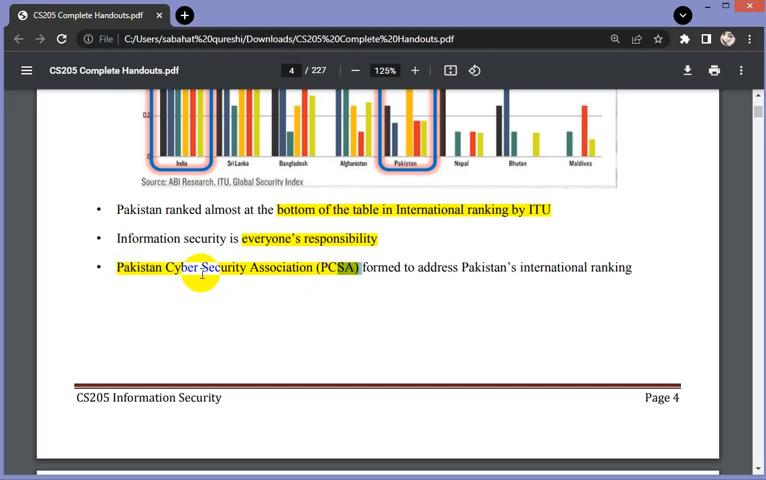 CS205 Complete Handouts.pdf
File C:/Users/sabahat%20qureshi/Downloads/CS205%20Complete%20Handouts.pdf
CS205 Complete Handouts.pdf 4 / 227 125%
0
India Sri Lanka Bangladesh Afghanistan Pakistan Nepal Bhutan Maldives
Source: ABI Research, ITU, Global Security Index
• Pakistan ranked almost at the bottom of the table in International ranking by ITU
• Information security is everyone's responsibility
• Pakistan Cyber Security Association (PCSA) formed to address Pakistan's international ranking
CS205 Information Security Page 4